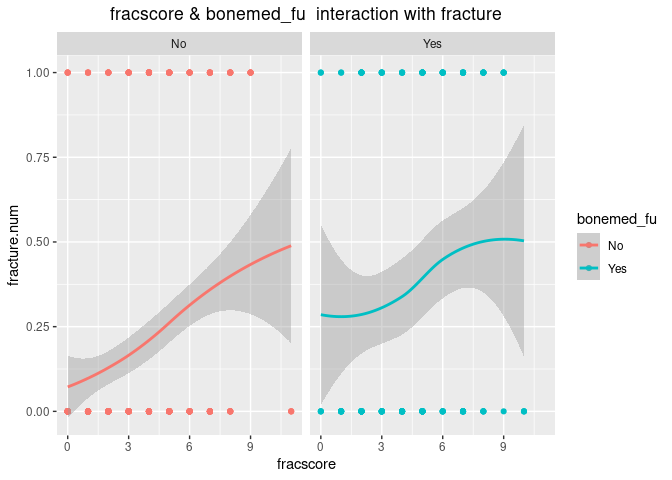 fracscore & bonemed_fu  interaction with fracture
No
Yes
1.00
0.75
0.50
0.25
0.00
fracture.num
0 3 6 9
0 3 6 9
fracscore
bonemed_fu
No
Yes